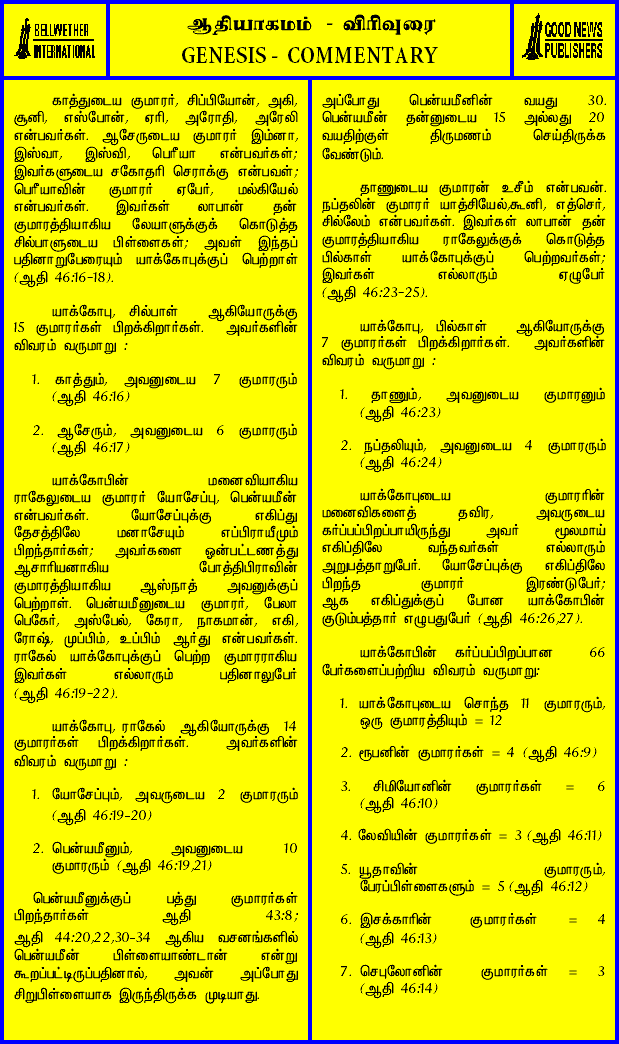 BELLWETHER
INTERNATIONAL
ஆதியாகமம் - விரிவுரை
GENESIS - COMMENTARY
GOOD NEWS
PUBLISHERS
காத்துடைய குமாரர், சிப்பியோன், அகி,
சூனி, எஸ்போன், ஏரி, அரோதி, அரேலி
என்பவர்கள். ஆசேருடைய குமாரர் இம்னா,
இஸ்வா, இஸ்வி, பெரீயா என்பவர்கள்;
இவர்களுடைய சகோதரி செராக்கு என்பவள்;
பெரீயாவின் குமாரர் ஏபேர், மல்கியேல்
என்பவர்கள். இவர்கள் லாபான் தன்
குமாரத்தியாகிய லேயாளுக்குக் கொடுத்த
சில்பாளுடைய பிள்ளைகள்; அவள் இந்தப்
பதினாறுபேரையும் யாக்கோபுக்குப் பெற்றாள்
(ஆதி 46:16-18).
யாக்கோபு, சில்பாள் ஆகியோருக்கு
15 குமாரர்கள் பிறக்கிறார்கள். அவர்களின்
விவரம் வருமாறு :
1. காத்தும், அவனுடைய 7 குமாரரும்
(ஆதி 46:16)
2. ஆசேரும், அவனுடைய 6 குமாரரும்
(ஆதி 46:17)
யாக்கோபின் மனைவியாகிய
ராகேலுடைய குமாரர் யோசேப்பு, பென்யமீன்
என்பவர்கள். யோசேப்புக்கு எகிப்து
தேசத்திலே மனாசேயும் எப்பிராயீமும்
பிறந்தார்கள்; அவர்களை ஓன்பட்டணத்து
ஆசாரியனாகிய போத்திபிராவின்
குமாரத்தியாகிய ஆஸ்நாத் அவனுக்குப்
பெற்றாள். பென்யமீனுடைய குமாரர், பேலா
பெகேர், அஸ்பேல், கேரா, நாகமான், எகி,
ரோஷ், முப்பிம், உப்பிம் ஆர்து என்பவர்கள்.
ராகேல் யாக்கோபுக்குப் பெற்ற குமாரராகிய
இவர்கள் எல்லாரும் பதினாலுபேர்
(ஆதி 46:19-22).
யாக்கோபு, ராகேல் ஆகியோருக்கு 14
குமாரர்கள் பிறக்கிறார்கள். அவர்களின்
விவரம் வருமாறு :
1. யோசேப்பும், அவருடைய 2 குமாரரும்
(ஆதி 46:19-20)
2. பென்யமீனும், அவனுடைய 10
குமாரரும் (ஆதி 46:19,21)
பென்யமீனுக்குப் பத்து குமாரர்கள்
பிறந்தார்கள் ஆதி 43:8;
ஆதி 44:20,22,30-34 ஆகிய வசனங்களில்
பென்யமீன் பிள்ளையாண்டான் என்று
கூறப்பட்டிருப்பதினால், அவன் அப்போது
சிறுபிள்ளையாக இருந்திருக்க முடியாது.
அப்போது பென்யமீனின் வயது 30.
பென்யமீன் தன்னுடைய 15 அல்லது 20
வயதிற்குள் திருமணம் செய்திருக்க
வேண்டும்.
தாணுடைய குமாரன் உசீம் என்பவன்.
நப்தலின் குமாரர் யாத்சியேல்,கூனி, எத்செர்,
சில்லேம் என்பவர்கள். இவர்கள் லாபான் தன்
குமாரத்தியாகிய ராகேலுக்குக் கொடுத்த
பில்காள் யாக்கோபுக்குப் பெற்றவர்கள்;
இவர்கள் எல்லாரும் ஏழுபேர்
(ஆதி 46:23-25).
யாக்கோபு, பில்காள் ஆகியோருக்கு
7 குமாரர்கள் பிறக்கிறார்கள். அவர்களின்
விவரம் வருமாறு :
1. தாணும், அவனுடைய குமாரனும்
(ஆதி 46:23)
2. நப்தலியும், அவனுடைய 4 குமாரரும்
(ஆதி 46:24)
யாக்கோபுடைய குமாரரின்
மனைவிகளைத் தவிர, அவருடைய
கர்ப்பப்பிறப்பாயிருந்து அவர் மூலமாய்
எகிப்திலே வந்தவர்கள் எல்லாரும்
அறுபத்தாறுபேர். யோசேப்புக்கு எகிப்திலே
பிறந்த குமாரர் இரண்டுபேர்;
ஆக எகிப்துக்குப் போன யாக்கோபின்
குடும்பத்தார் எழுபதுபேர் (ஆதி 46:26,27).
யாக்கோபின் கர்ப்பப்பிறப்பான 66
பேர்களைப்பற்றிய விவரம் வருமாறு:
1. யாக்கோபுடைய சொந்த 11 குமாரரும்,
ஒரு குமாரத்தியும் = 12
2. ரூபனின் குமாரர்கள் = 4 (ஆதி 46:9)
3. சிமியோனின் குமாரர்கள் = 6
(ஆதி 46:10)
4. லேவியின் குமாரர்கள் = 3 (ஆதி 46:11)
5. யூதாவின் குமாரரும்,
பேரப்பிள்ளைகளும் = 5 (ஆதி 46:12)
6. இசக்காரின் குமாரர்கள் = 4
(ஆதி 46:13)
7. செபுலோனின் குமாரர்கள் = 3
(ஆதி 46:14)